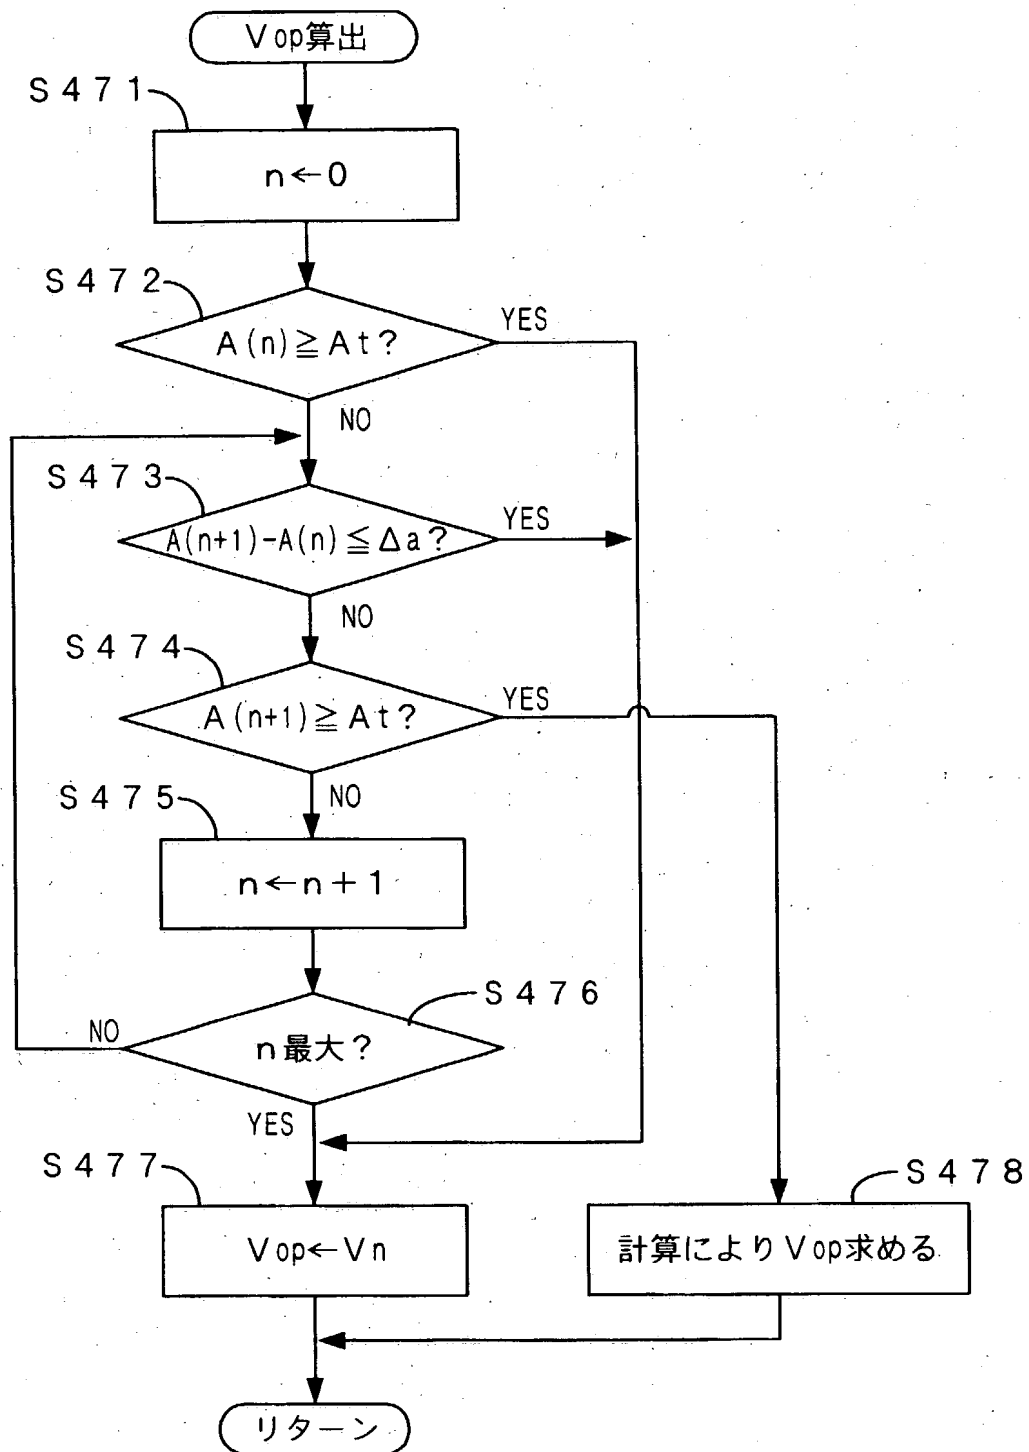 Vop算出
S471
n←0
S472
A(n)≧At?
YES
NO
S473
A(n+1)-A(n)≦Δa?
YES
NO
S474
A(n+1)≧At?
YES
NO
S475
n←n+1
S476
n最大?
NO
YES
S477
Vop←Vn
S478
計算によりVop求める
リターン